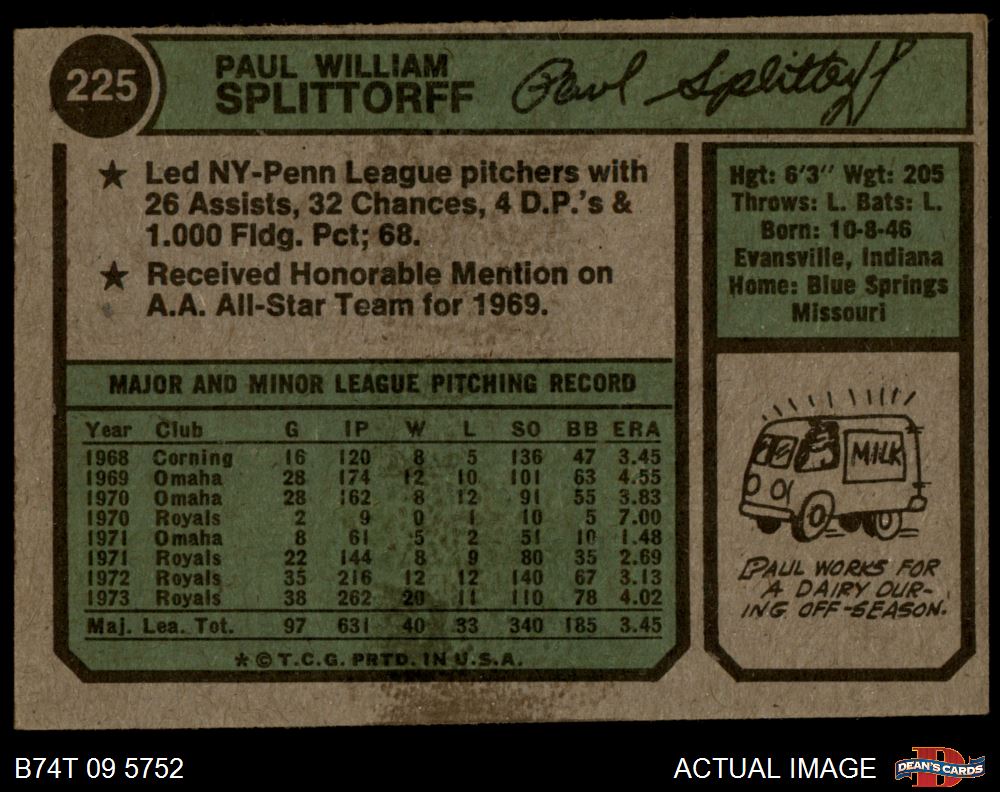 225
PAUL WILLIAM
SPLITTORFF
Paul Splittorff
★ Led NY-Penn League pitchers with
26 Assists, 32 Chances, 4 D.P.'s &
1.000 Fldg. Pct; 68.
★ Received Honorable Mention on
A.A. All-Star Team for 1969.
Hgt: 6'3" Wgt: 205
Throws: L. Bats: L.
Born: 10-8-46
Evansville, Indiana
Home: Blue Springs
Missouri
MAJOR AND MINOR LEAGUE PITCHING RECORD
Year Club G IP W L SO BB ERA
1968 Corning 16 120 8 5 136 47 3.45
1969 Omaha 28 174 12 10 101 63 4.55
1970 Omaha 28 162 8 12 91 55 3.83
1970 Royals 2 9 0 1 10 5 7.00
1971 Omaha 8 61 5 2 51 10 1.48
1971 Royals 22 144 8 9 80 35 2.69
1972 Royals 35 216 12 12 140 67 3.13
1973 Royals 38 262 20 11 110 78 4.02
Maj. Lea. Tot. 97 631 40 33 340 185 3.45
★ © T.C.G. PRTD. IN U.S.A.
MILK
PAUL WORKS FOR
A DAIRY DUR-
ING OFF-SEASON.
B74T 09 5752
ACTUAL IMAGE
D
DEAN'S CARDS